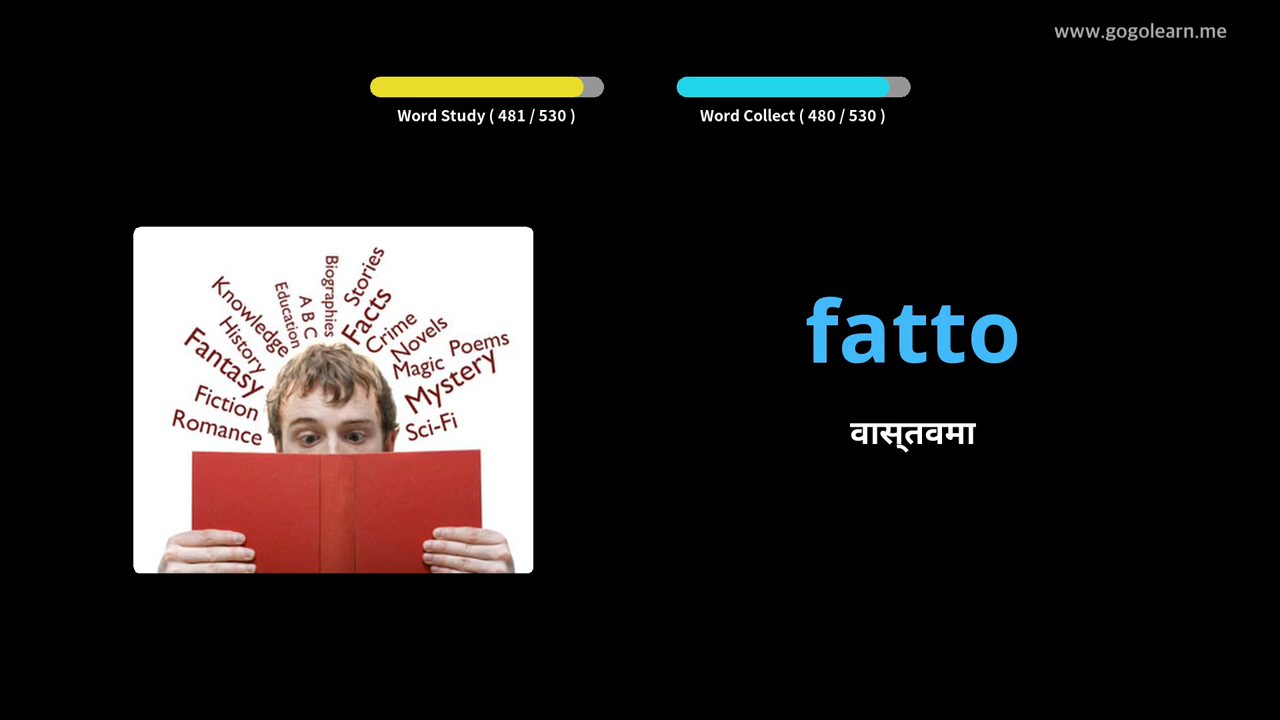 www.gogolearn.me
Word Study ( 481 / 530 )
Word Collect ( 480 / 530 )
Stories
Biographies
Facts
Education
A B C
Knowledge
Crime
Novels
History
Poems
Magic
Fantasy
Mystery
Fiction
Sci-Fi
Romance
fatto
वास्तवमा